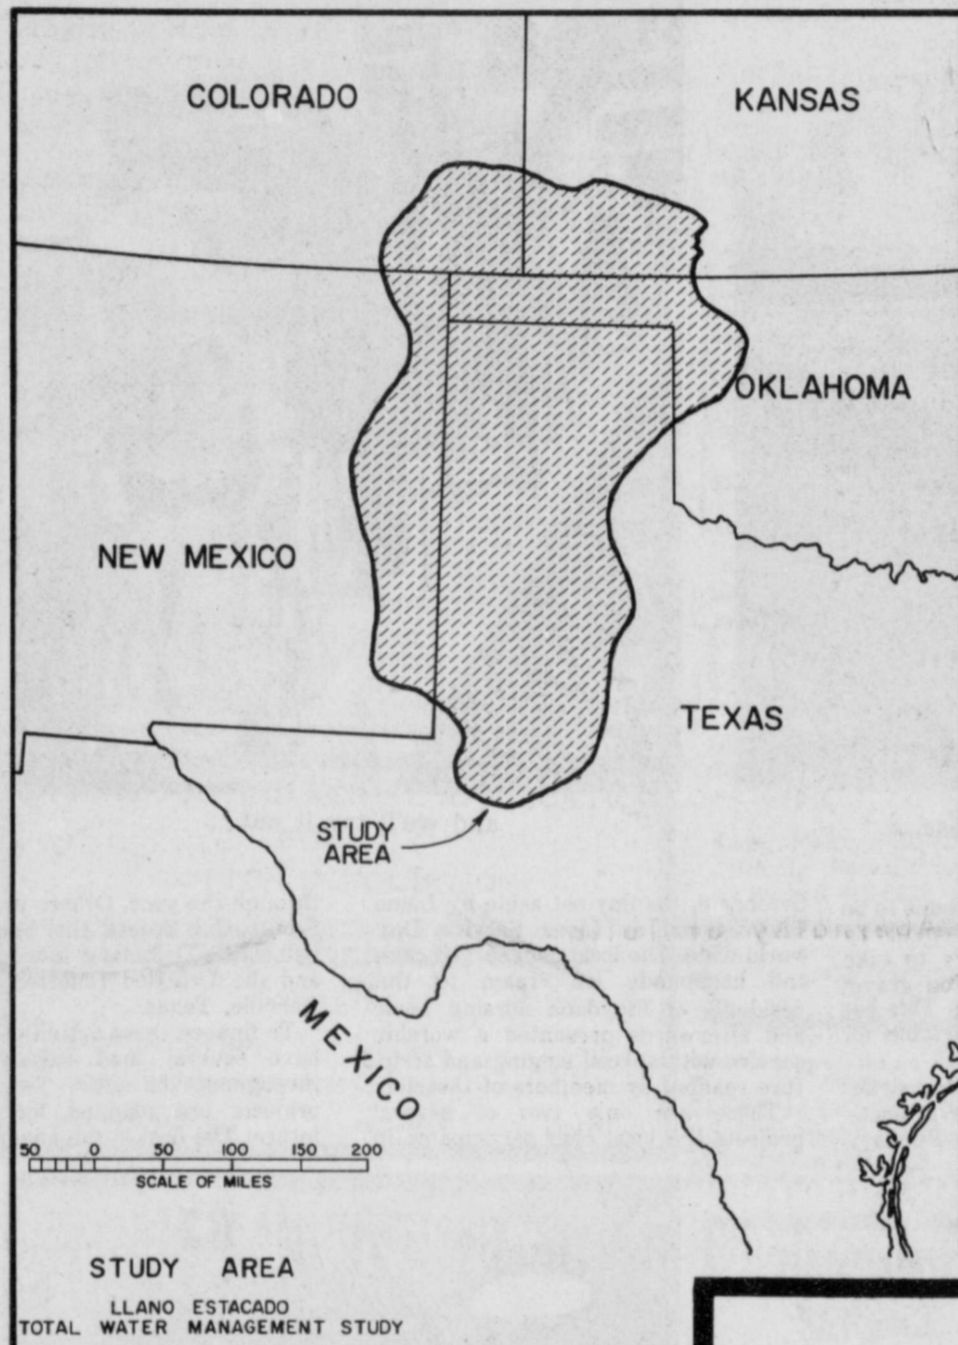 COLORADO
KANSAS
OKLAHOMA
NEW MEXICO
TEXAS
STUDY
AREA
MEXICO
50 0 50 100 150 200
SCALE OF MILES
STUDY AREA
LLANO ESTACADO
TOTAL WATER MANAGEMENT STUDY